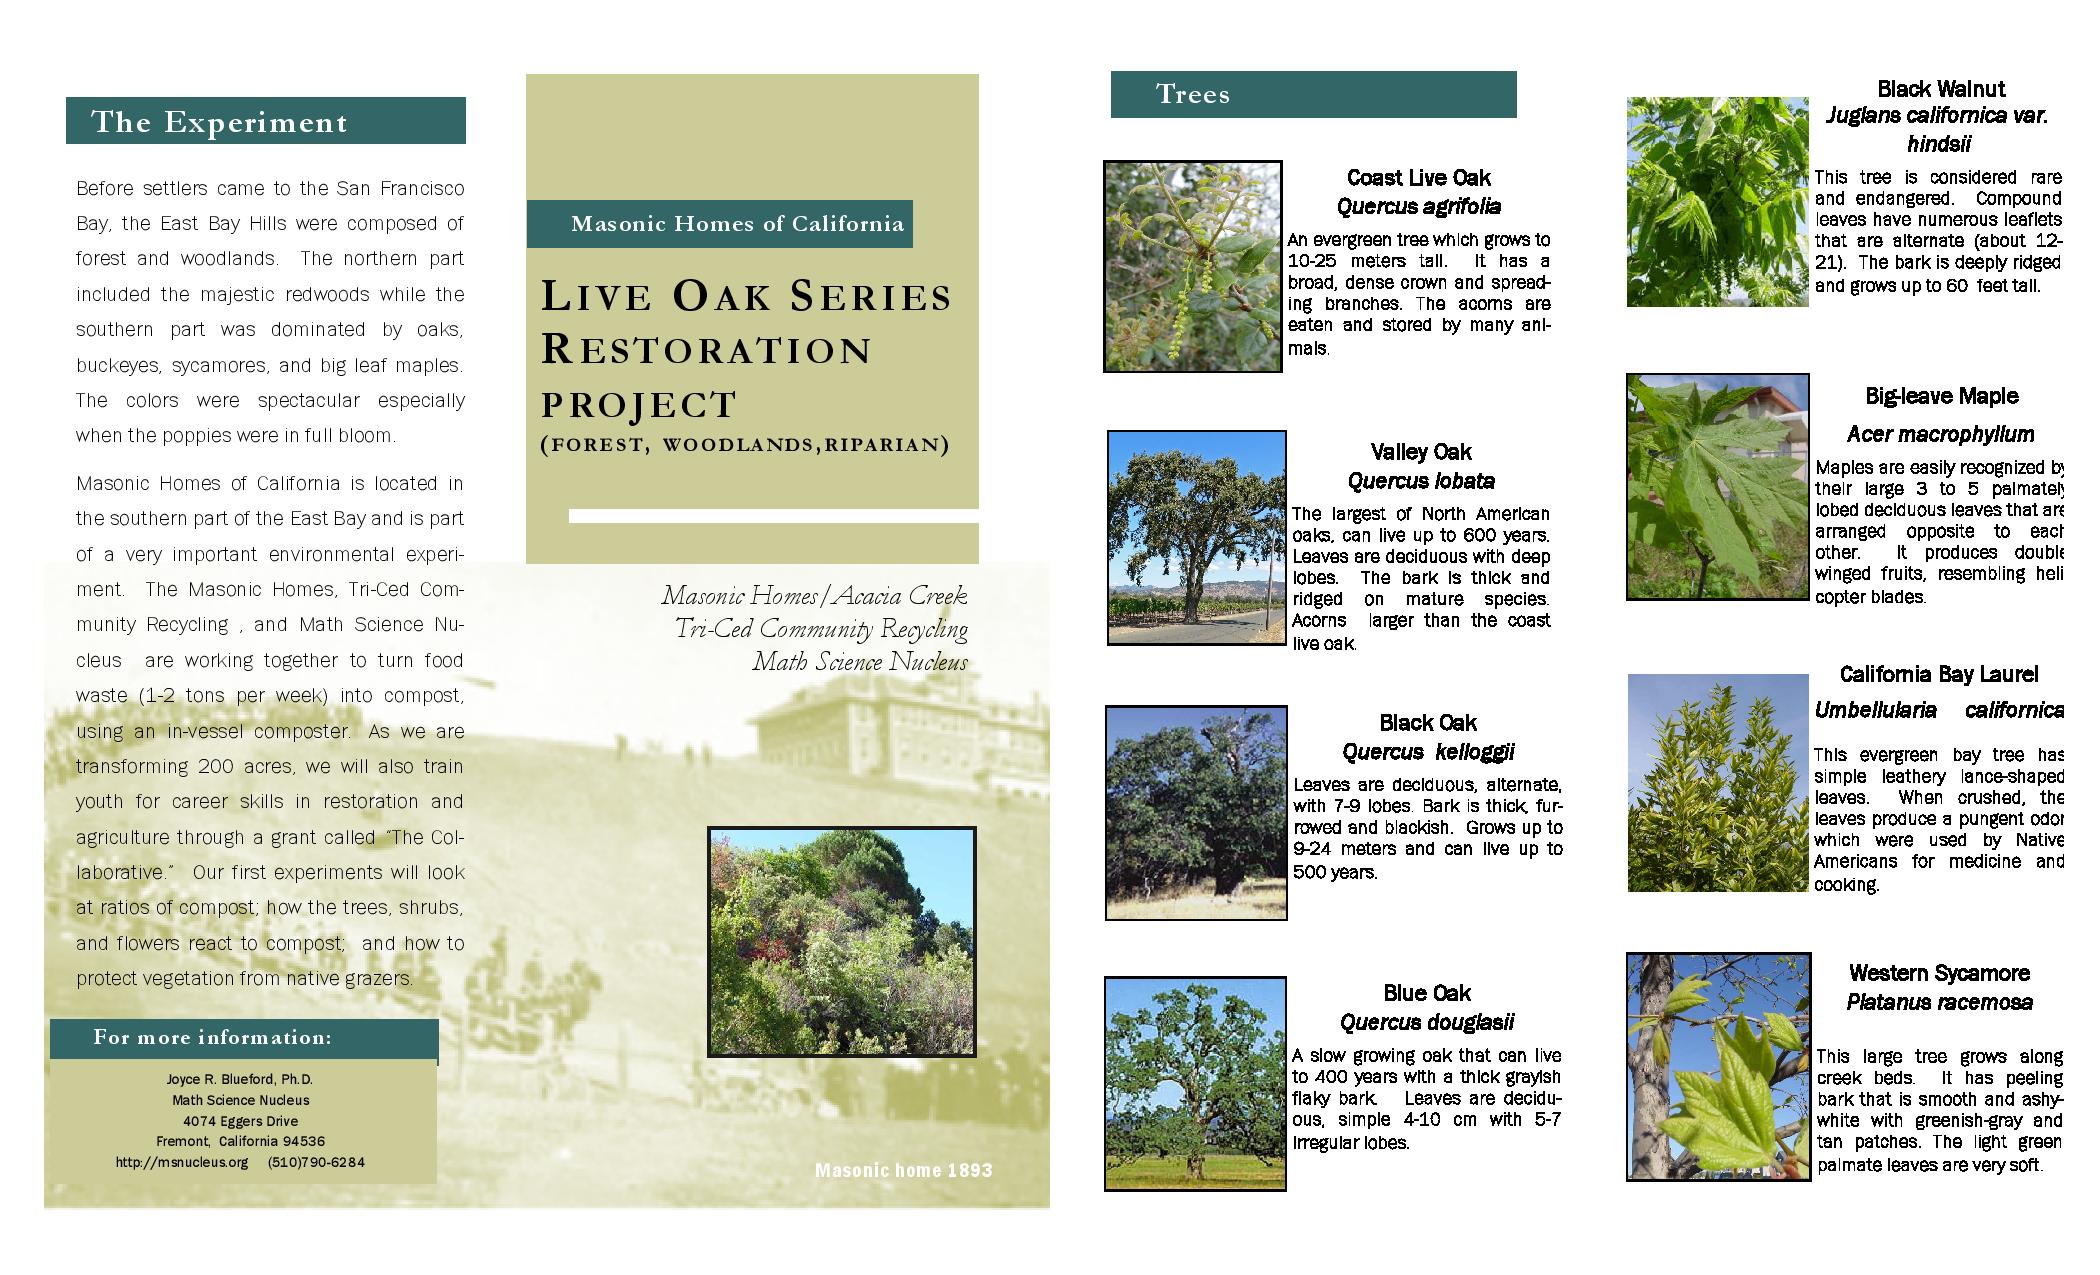 The Experiment
Before settlers came to the San Francisco
Bay, the East Bay Hills were composed of
forest and woodlands. The northern part
included the majestic redwoods while the
southern part was dominated by oaks,
buckeyes, sycamores, and big leaf maples.
The colors were spectacular especially
when the poppies were in full bloom.
Masonic Homes of California is located in
the southern part of the East Bay and is part
of a very important environmental experi-
ment. The Masonic Homes, Tri-Ced Com-
munity Recycling , and Math Science Nu-
cleus are working together to turn food
waste (1-2 tons per week) into compost,
using an in-vessel composter. As we are
transforming 200 acres, we will also train
youth for career skills in restoration and
agriculture through a grant called “The Col-
laborative.” Our first experiments will look
at ratios of compost; how the trees, shrubs,
and flowers react to compost; and how to
protect vegetation from native grazers.
For more information:
Joyce R. Blueford, Ph.D.
Math Science Nucleus
4074 Eggers Drive
Fremont, California 94536
http://msnucleus.org (510)790-6284
Masonic Homes of California
LIVE OAK SERIES
RESTORATION
PROJECT
(FOREST, WOODLANDS,RIPARIAN)
Masonic Homes/Acacia Creek
Tri-Ced Community Recycling
Math Science Nucleus
Masonic home 1893
Trees
Coast Live Oak
Quercus agrifolia
An evergreen tree which grows to
10-25 meters tall. It has a
broad, dense crown and spread-
ing branches. The acorns are
eaten and stored by many ani-
mals.
Valley Oak
Quercus lobata
The largest of North American
oaks, can live up to 600 years.
Leaves are deciduous with deep
lobes. The bark is thick and
ridged on mature species.
Acorns larger than the coast
live oak.
Black Oak
Quercus kelloggii
Leaves are deciduous, alternate,
with 7-9 lobes. Bark is thick, fur-
rowed and blackish. Grows up to
9-24 meters and can live up to
500 years.
Blue Oak
Quercus douglasii
A slow growing oak that can live
to 400 years with a thick grayish
flaky bark. Leaves are decidu-
ous, simple 4-10 cm with 5-7
irregular lobes.
Black Walnut
Juglans californica var.
hindsii
This tree is considered rare
and endangered. Compound
leaves have numerous leaflets
that are alternate (about 12-
21). The bark is deeply ridged
and grows up to 60 feet tall.
Big-leave Maple
Acer macrophyllum
Maples are easily recognized by
their large 3 to 5 palmately
lobed deciduous leaves that are
arranged opposite to each
other. It produces double
winged fruits, resembling heli
copter blades.
California Bay Laurel
Umbellularia californica
This evergreen bay tree has
simple leathery lance-shaped
leaves. When crushed, the
leaves produce a pungent odor
which were used by Native
Americans for medicine and
cooking.
Western Sycamore
Platanus racemosa
This large tree grows along
creek beds. It has peeling
bark that is smooth and ashy-
white with greenish-gray and
tan patches. The light green
palmate leaves are very soft.